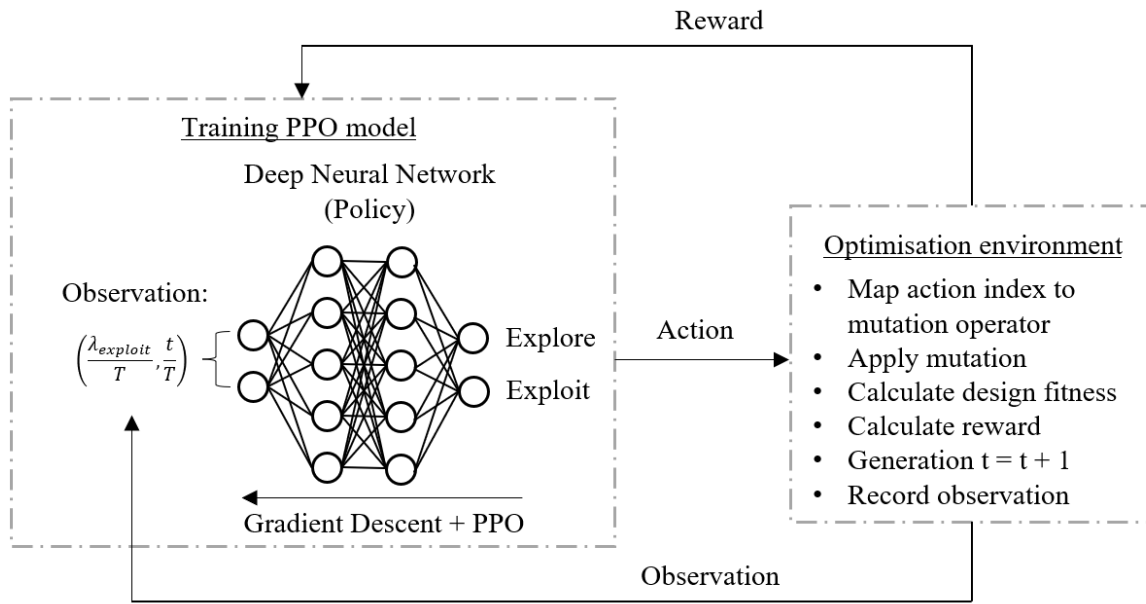 Reward
Training PPO model
Deep Neural Network
(Policy)
Observation:
(λ_exploit/T, t/T)
Explore
Exploit
Gradient Descent + PPO
Action
Optimisation environment
• Map action index to
mutation operator
• Apply mutation
• Calculate design fitness
• Calculate reward
• Generation t = t + 1
• Record observation
Observation